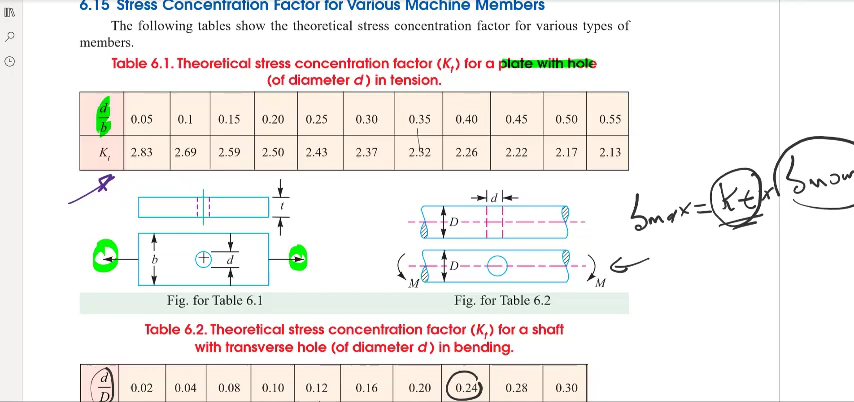 6.15 Stress Concentration Factor for Various Machine Members
The following tables show the theoretical stress concentration factor for various types of
members.
Table 6.1. Theoretical stress concentration factor (Kt) for a plate with hole
(of diameter d) in tension.
d/b 0.05 0.1 0.15 0.20 0.25 0.30 0.35 0.40 0.45 0.50 0.55
Kt 2.83 2.69 2.59 2.50 2.43 2.37 2.32 2.26 2.22 2.17 2.13
t
b
d
d
D
D
M
M
σmax = Kt × σnom
Fig. for Table 6.1
Fig. for Table 6.2
Table 6.2. Theoretical stress concentration factor (Kt) for a shaft
with transverse hole (of diameter d) in bending.
d/D 0.02 0.04 0.08 0.10 0.12 0.16 0.20 0.24 0.28 0.30